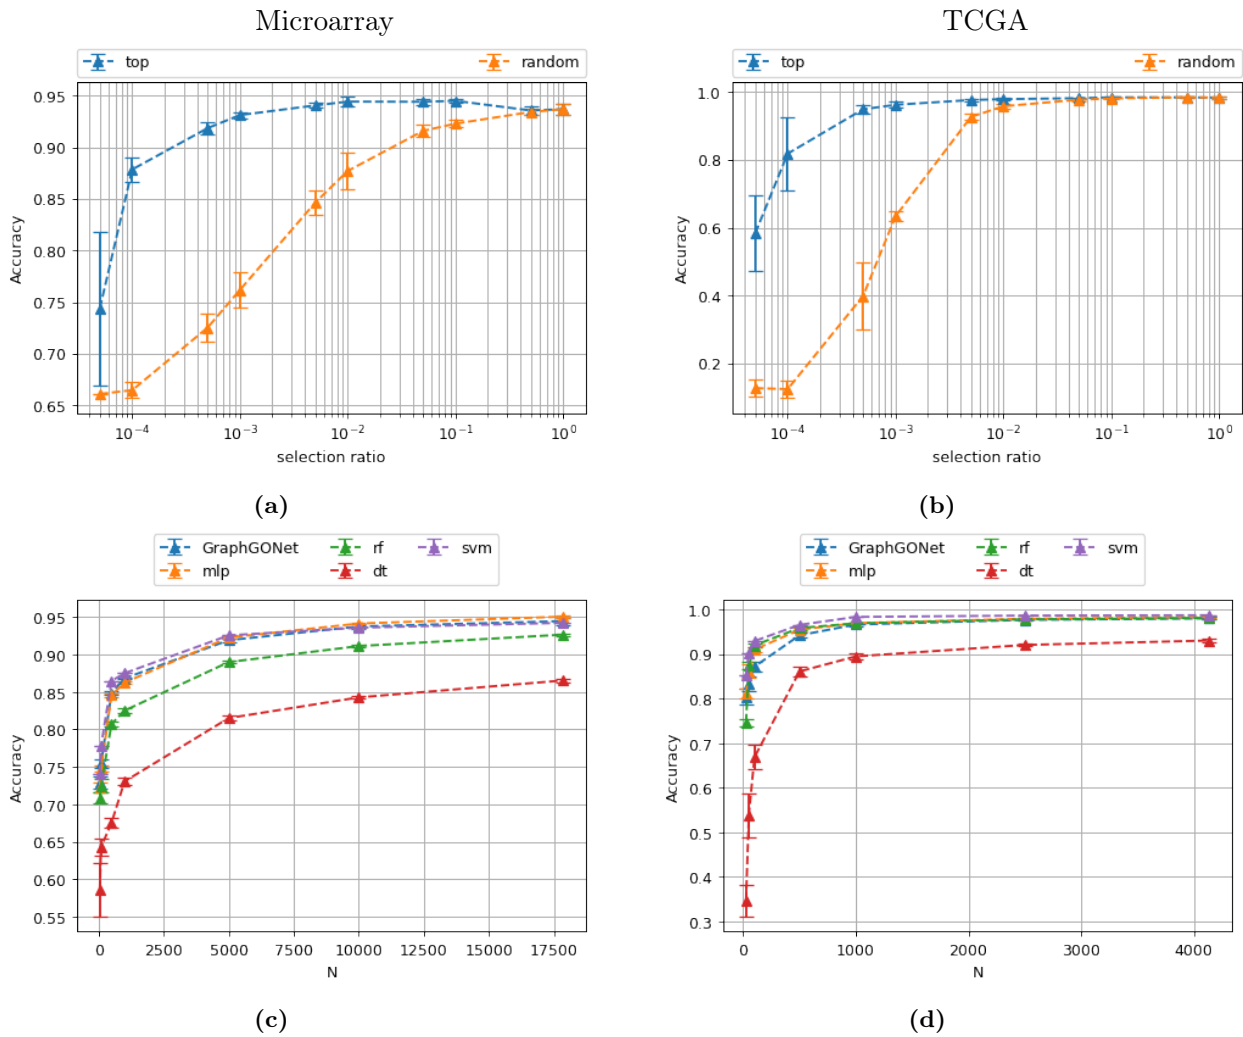 Microarray
TCGA
top random
top random
0.95
0.90
0.85
0.80
0.75
0.70
0.65
Accuracy
10⁻⁴ 10⁻³ 10⁻² 10⁻¹ 10⁰
selection ratio
(a)
1.0
0.8
0.6
0.4
0.2
Accuracy
10⁻⁴ 10⁻³ 10⁻² 10⁻¹ 10⁰
selection ratio
(b)
GraphGONet rf svm
mlp dt
0.95
0.90
0.85
0.80
0.75
0.70
0.65
0.60
0.55
Accuracy
0 2500 5000 7500 10000 12500 15000 17500
N
(c)
GraphGONet rf svm
mlp dt
1.0
0.9
0.8
0.7
0.6
0.5
0.4
0.3
Accuracy
0 1000 2000 3000 4000
N
(d)